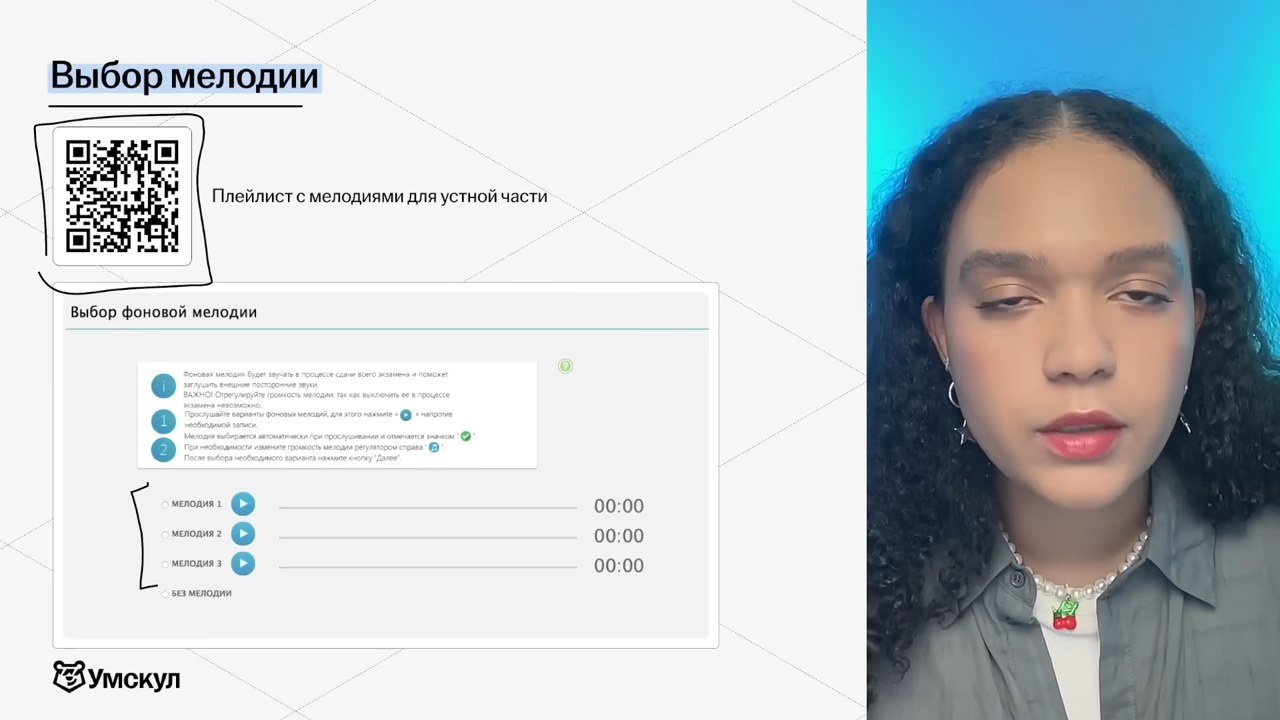 Выбор мелодии
Плейлист с мелодиями для устной части
Выбор фоновой мелодии
i
Фоновая мелодия будет звучать в процессе сдачи всего экзамена и поможет
заглушить внешние посторонние звуки.
ВАЖНО! Отрегулируйте громкость мелодии, так как выключить ее в процессе
экзамена невозможно.
1
Прослушайте варианты фоновых мелодий, для этого нажмите " " напротив
необходимой записи,
Мелодия выбирается автоматически при прослушивании и отмечается значком " ".
2
При необходимости измените громкость мелодии регулятором справа " "
После выбора необходимого варианта нажмите кнопку "Далее".
МЕЛОДИЯ 1 00:00
МЕЛОДИЯ 2 00:00
МЕЛОДИЯ 3 00:00
БЕЗ МЕЛОДИИ
Умскул